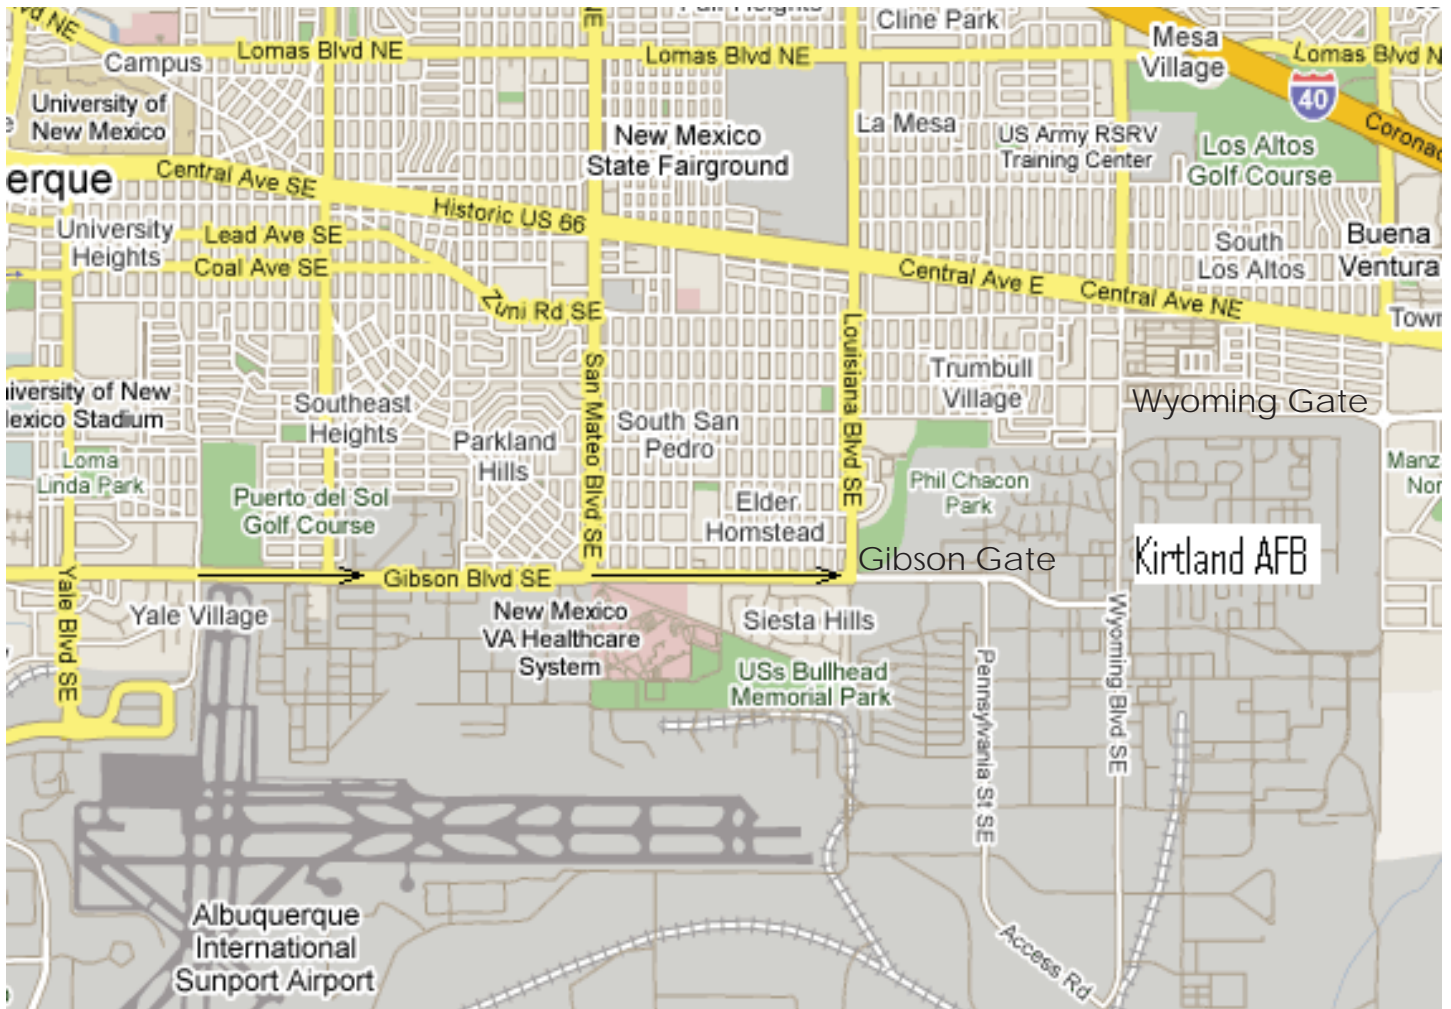 vd NE
Lomas Blvd NE
NE
Fair Heights
Cline Park
Mesa
Village
Lomas Blvd N
Lomas Blvd NE
Campus
40
Coronad
University of
New Mexico
New Mexico
State Fairground
La Mesa
US Army RSRV
Training Center
Los Altos
Golf Course
erque
Central Ave SE
Historic US 66
University
Heights
Lead Ave SE
Coal Ave SE
South
Los Altos
Buena
Ventura
Central Ave E
Central Ave NE
Zuni Rd SE
Town
Louisiana Blvd SE
San Mateo Blvd SE
Trumbull
Village
niversity of New
lexico Stadium
Southeast
Heights
Parkland
Hills
South San
Pedro
Wyoming Gate
Loma
Linda Park
Puerto del Sol
Golf Course
Elder
Homstead
Phil Chacon
Park
Manz
Nor
Gibson Gate
Kirtland AFB
Yale Blvd SE
Gibson Blvd SE
Yale Village
New Mexico
VA Healthcare
System
Siesta Hills
USs Bullhead
Memorial Park
Pennsylvania St SE
Wyoming Blvd SE
Albuquerque
International
Sunport Airport
Access Rd